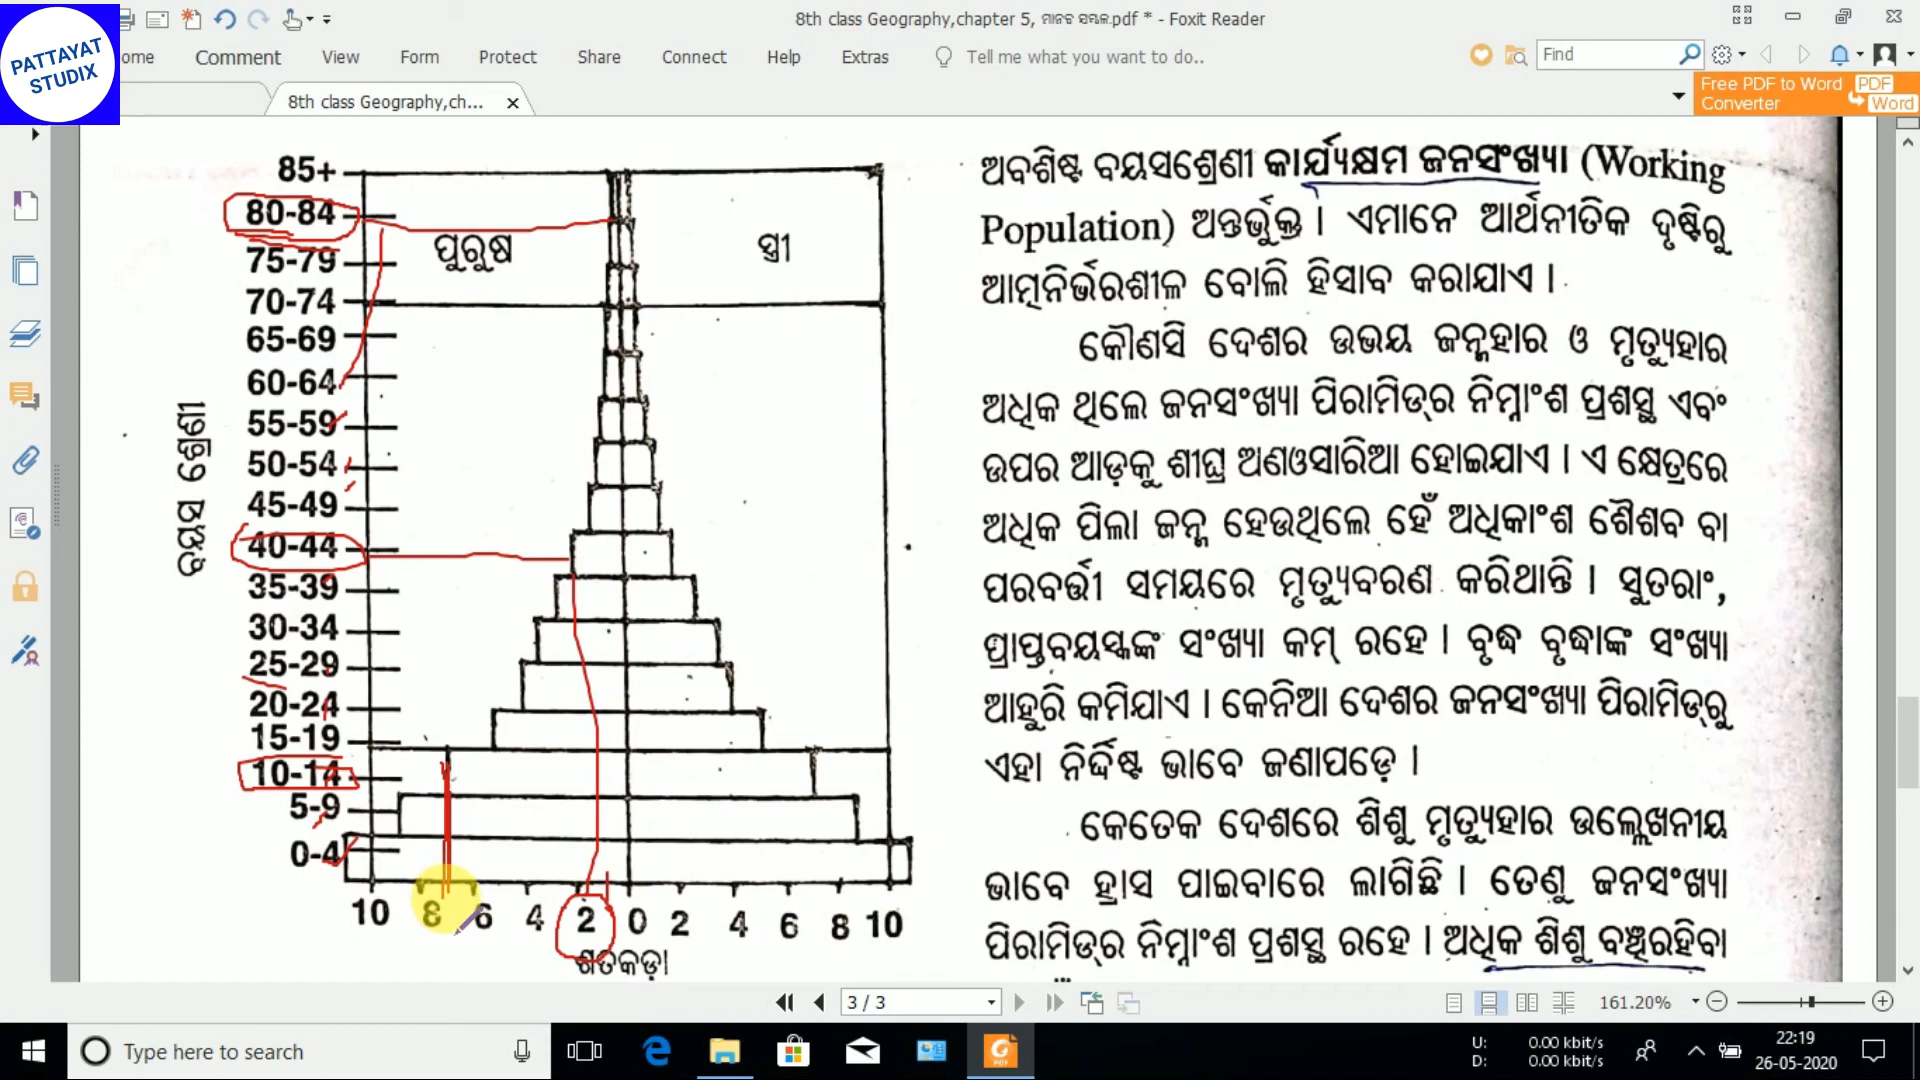 8th class Geography,chapter 5, ମାନବ ସମ୍ବଳ.pdf * - Foxit Reader
PATTAYAT
STUDIX
ome Comment View Form Protect Share Connect Help Extras Tell me what you want to do.. Find
8th class Geography,ch...
Free PDF to Word
Converter
PDF
Word
85+
80-84
75-79
70-74
65-69
60-64
55-59
50-54
45-49
40-44
35-39
30-34
25-29
20-24
15-19
10-14
5-9
0-4
ବୟସ ଶ୍ରେଣୀ
ପୁରୁଷ
ସ୍ତ୍ରୀ
10 8 6 4 2 0 2 4 6 8 10
ଶତକଡ଼ା
ଅବଶିଷ୍ଟ ବୟସଶ୍ରେଣୀ କାର୍ଯ୍ୟକ୍ଷମ ଜନସଂଖ୍ୟା (Working
Population) ଅନ୍ତର୍ଭୁକ୍ତ । ଏମାନେ ଆର୍ଥନୀତିକ ଦୃଷ୍ଟିରୁ
ଆତ୍ମନିର୍ଭରଶୀଳ ବୋଲି ହିସାବ କରାଯାଏ ।
କୌଣସି ଦେଶର ଉଭୟ ଜନ୍ମହାର ଓ ମୃତ୍ୟୁହାର
ଅଧିକ ଥିଲେ ଜନସଂଖ୍ୟା ପିରାମିଡ୍‌ର ନିମ୍ନାଂଶ ପ୍ରଶସ୍ଥ ଏବଂ
ଉପର ଆଡ଼କୁ ଶୀଘ୍ର ଅଣଓସାରିଆ ହୋଇଯାଏ । ଏ କ୍ଷେତ୍ରରେ
ଅଧିକ ପିଲା ଜନ୍ମ ହେଉଥିଲେ ହେଁ ଅଧିକାଂଶ ଶୈଶବ ବା
ପରବର୍ତ୍ତୀ ସମୟରେ ମୃତ୍ୟୁବରଣ କରିଥାନ୍ତି । ସୁତରାଂ,
ପ୍ରାପ୍ତବୟସ୍କଙ୍କ ସଂଖ୍ୟା କମ୍ ରହେ । ବୃଦ୍ଧ ବୃଦ୍ଧାଙ୍କ ସଂଖ୍ୟା
ଆହୁରି କମିଯାଏ । କେନିଆ ଦେଶର ଜନସଂଖ୍ୟା ପିରାମିଡ୍‌ରୁ
ଏହା ନିର୍ଦ୍ଦିଷ୍ଟ ଭାବେ ଜଣାପଡ଼େ ।
କେତେକ ଦେଶରେ ଶିଶୁ ମୃତ୍ୟୁହାର ଉଲ୍ଲେଖନୀୟ
ଭାବେ ହ୍ରାସ ପାଇବାରେ ଲାଗିଛି । ତେଣୁ ଜନସଂଖ୍ୟା
ପିରାମିଡ୍‌ର ନିମ୍ନାଂଶ ପ୍ରଶସ୍ଥ ରହେ । ଅଧିକ ଶିଶୁ ବଞ୍ଚିରହିବା
3 / 3
161.20%
Type here to search
U: 0.00 kbit/s
D: 0.00 kbit/s
22:19
26-05-2020